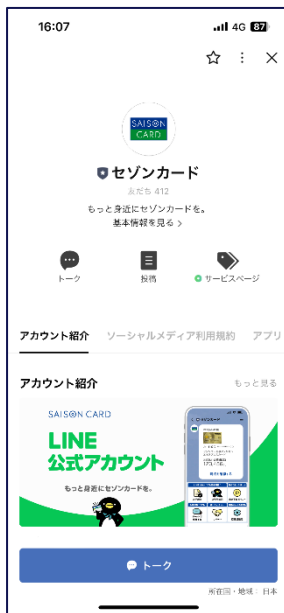 16:07
4G 87
SAISON
CARD
セゾンカード
友だち 412
もっと身近にセゾンカードを。
基本情報を見る >
トーク 投稿 サービスページ
アカウント紹介 ソーシャルメディア利用規約 アプリ
アカウント紹介 もっと見る
SAISON CARD
LINE
公式アカウント
もっと身近にセゾンカードを。
トーク
所在国・地域: 日本